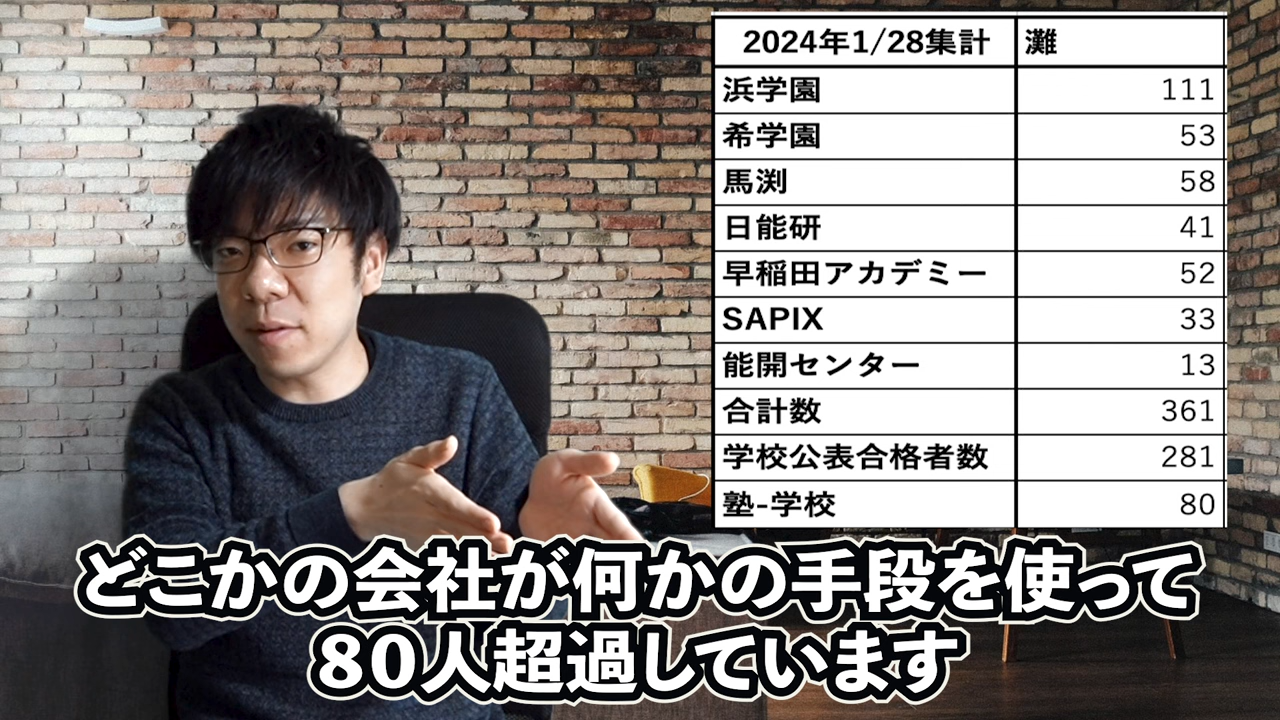 2024年1/28集計 灘
浜学園 111
希学園 53
馬渕 58
日能研 41
早稲田アカデミー 52
SAPIX 33
能開センター 13
合計数 361
学校公表合格者数 281
塾-学校 80
どこかの会社が何かの手段を使って
80人超過しています